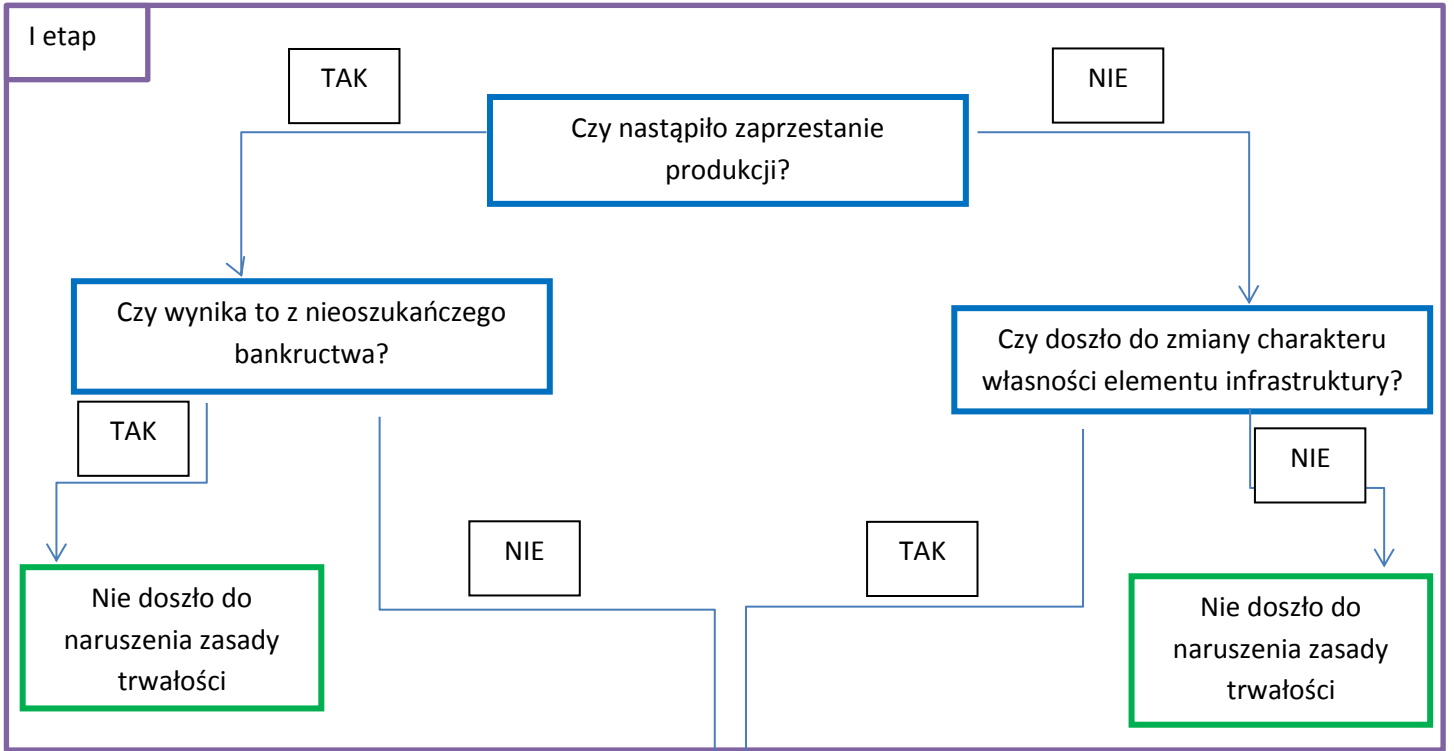 I etap
TAK
NIE
Czy nastąpiło zaprzestanie
produkcji?
Czy wynika to z nieoszukańczego
bankructwa?
Czy doszło do zmiany charakteru
własności elementu infrastruktury?
TAK
NIE
NIE
TAK
Nie doszło do
naruszenia zasady
trwałości
Nie doszło do
naruszenia zasady
trwałości